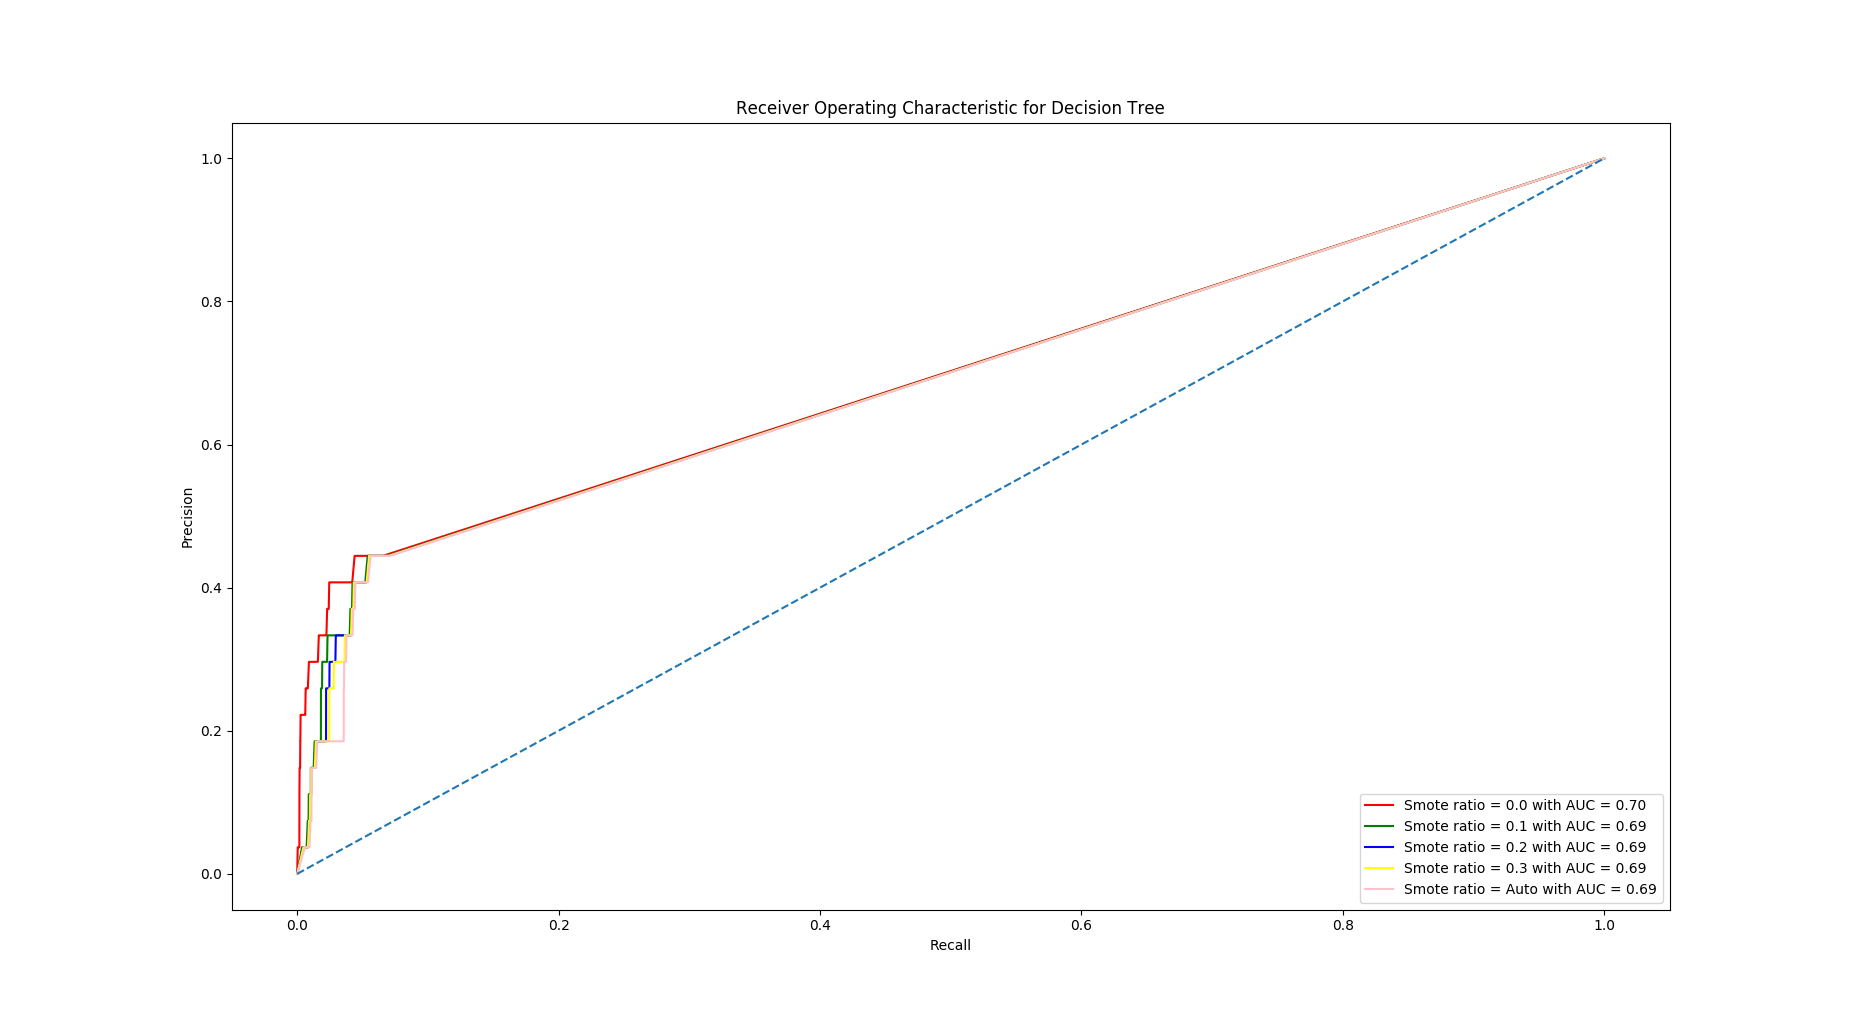 Receiver Operating Characteristic for Decision Tree
1.0
0.8
0.6
0.4
0.2
0.0
Precision
0.0 0.2 0.4 0.6 0.8 1.0
Recall
Smote ratio = 0.0 with AUC = 0.70
Smote ratio = 0.1 with AUC = 0.69
Smote ratio = 0.2 with AUC = 0.69
Smote ratio = 0.3 with AUC = 0.69
Smote ratio = Auto with AUC = 0.69